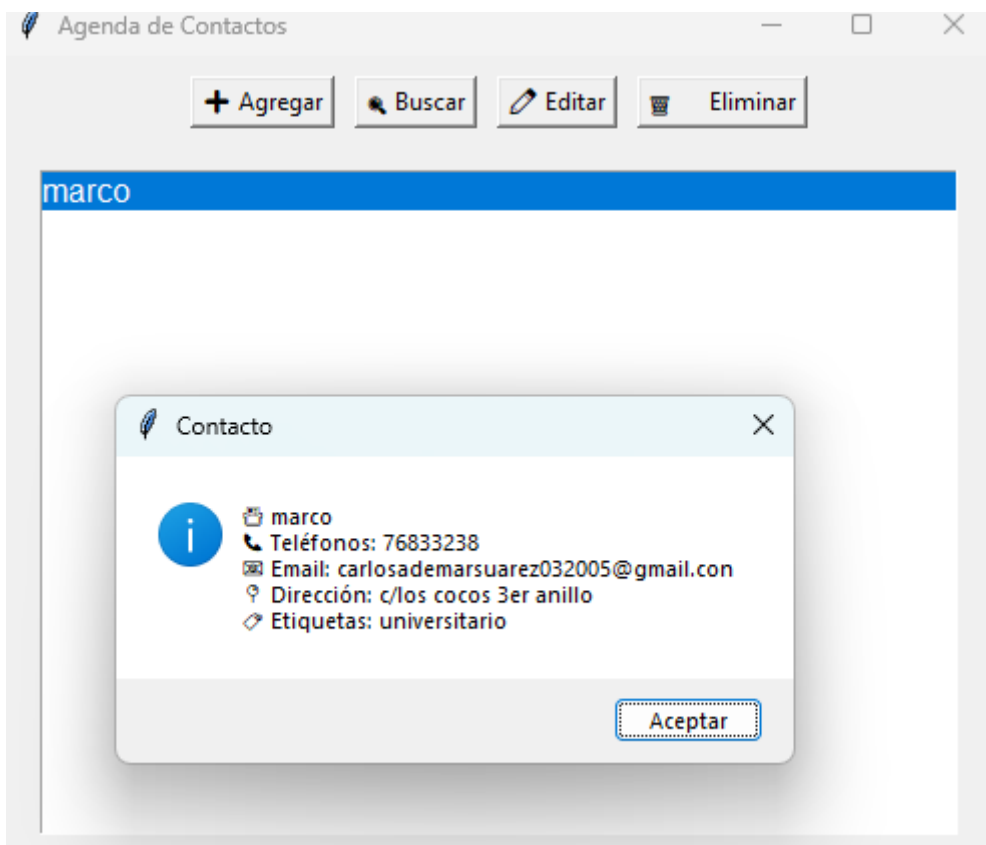 Agenda de Contactos
Agregar Buscar Editar Eliminar
marco
Contacto
marco
Teléfonos: 76833238
Email: carlosademarsuarez032005@gmail.con
Dirección: c/los cocos 3er anillo
Etiquetas: universitario
Aceptar